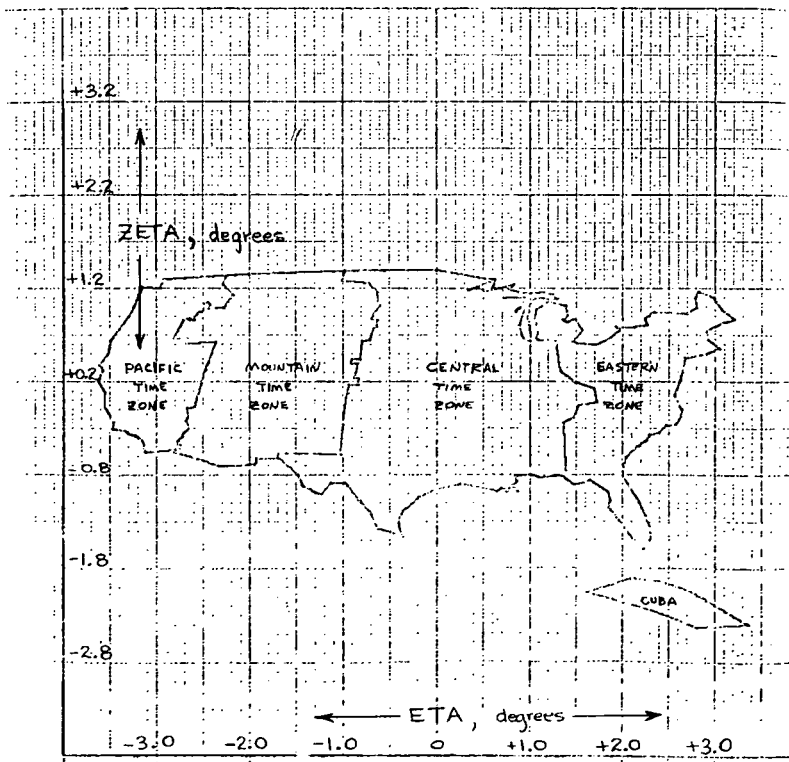 +3.2
+2.2
ZETA, degrees
+1.2
+0.2
PACIFIC
TIME
ZONE
MOUNTAIN
TIME
ZONE
CENTRAL
TIME
ZONE
EASTERN
TIME
ZONE
-0.8
-1.8
CUBA
-2.8
ETA, degrees
-3.0 -2.0 -1.0 0 +1.0 +2.0 +3.0